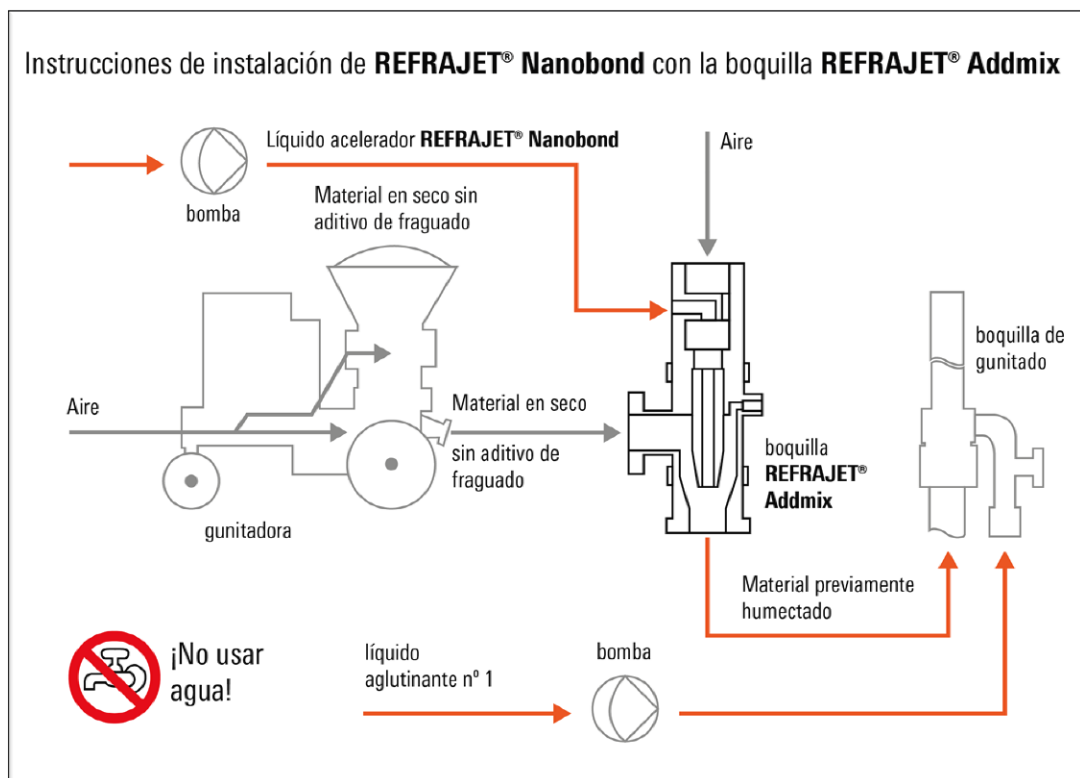 Instrucciones de instalación de REFRAJET® Nanobond con la boquilla REFRAJET® Addmix
Líquido acelerador REFRAJET® Nanobond
Aire
bomba
Material en seco sin
aditivo de fraguado
boquilla de
gunitado
Aire
Material en seco
sin aditivo de
fraguado
boquilla
REFRAJET®
Addmix
gunitadora
Material previamente
humectado
¡No usar
agua!
líquido
aglutinante nº 1
bomba